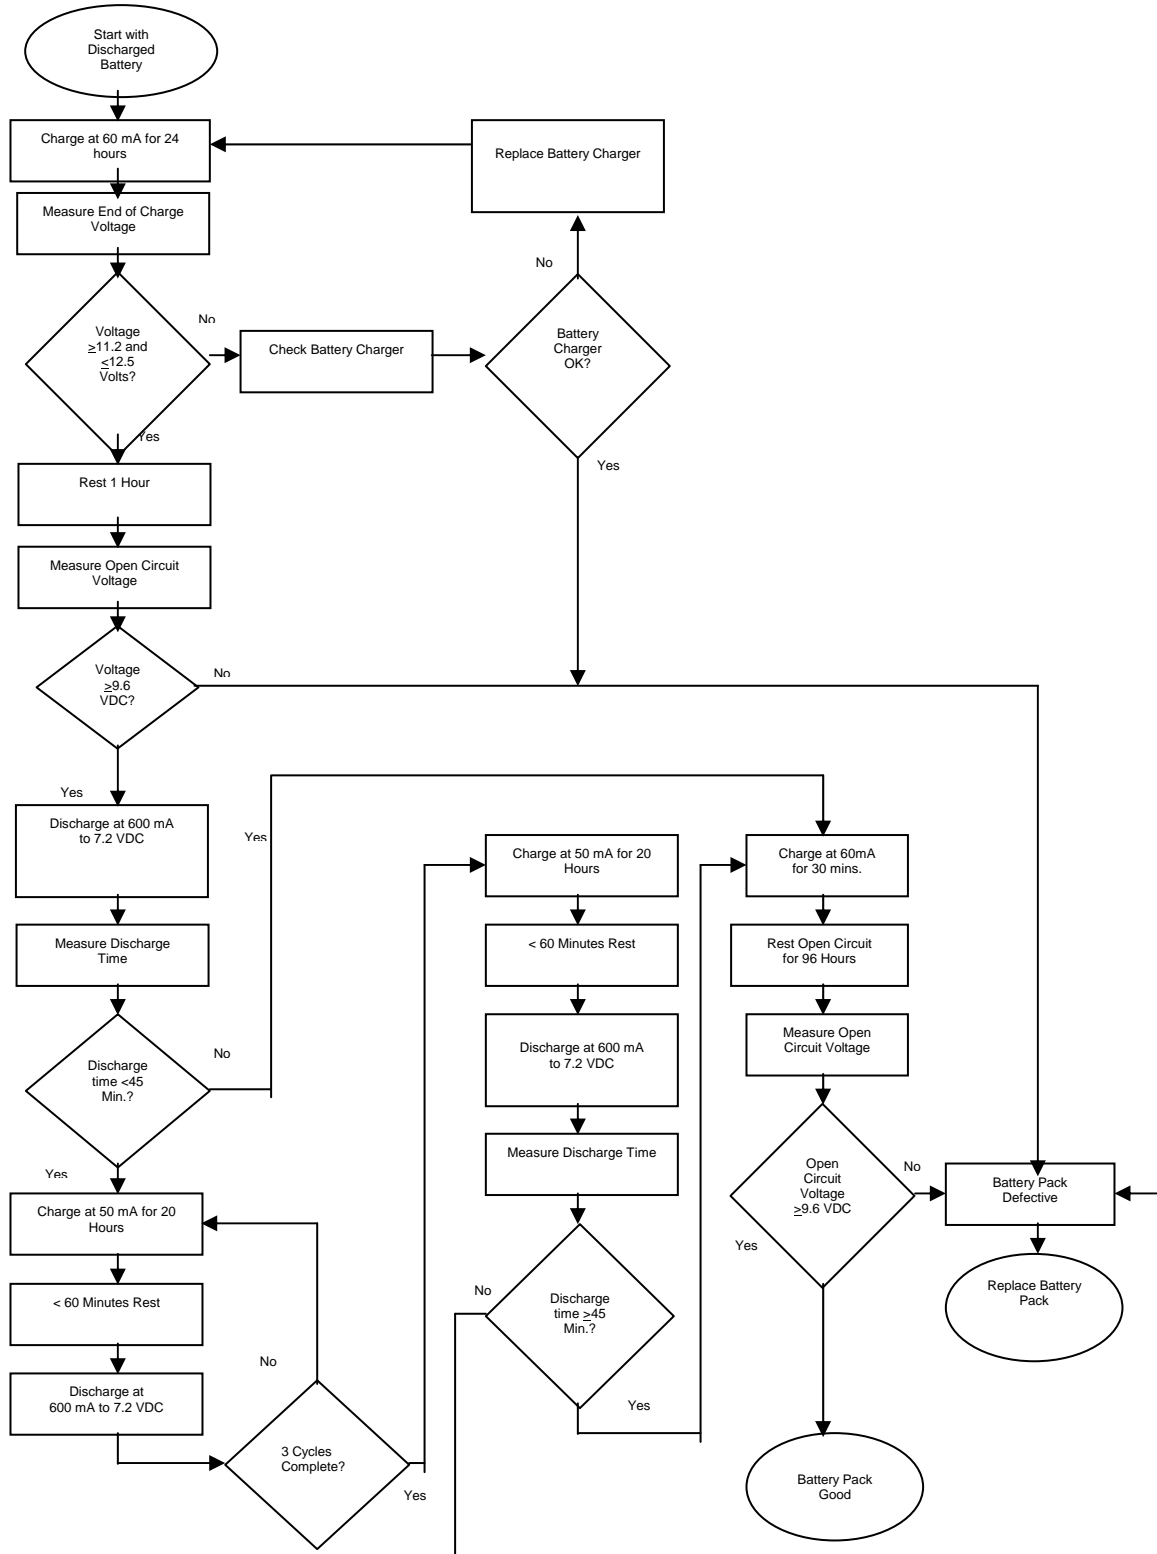 Start with
Discharged
Battery
Charge at 60 mA for 24
hours
Replace Battery Charger
Measure End of Charge
Voltage
No
Voltage
≥11.2 and
≤12.5
Volts?
No
Check Battery Charger
Battery
Charger
OK?
Yes
Yes
Rest 1 Hour
Measure Open Circuit
Voltage
Voltage
≥9.6
VDC?
No
Yes
Discharge at 600 mA
to 7.2 VDC
Yes
Measure Discharge
Time
Discharge
time <45
Min.?
No
Yes
Charge at 50 mA for 20
Hours
< 60 Minutes Rest
Discharge at
600 mA to 7.2 VDC
No
3 Cycles
Complete?
Yes
Charge at 50 mA for 20
Hours
< 60 Minutes Rest
Discharge at 600 mA
to 7.2 VDC
Measure Discharge Time
No
Discharge
time ≥45
Min.?
Yes
Charge at 60mA
for 30 mins.
Rest Open Circuit
for 96 Hours
Measure Open
Circuit Voltage
Open
Circuit
Voltage
≥9.6 VDC
No
Yes
Battery Pack
Defective
Replace Battery
Pack
Battery Pack
Good